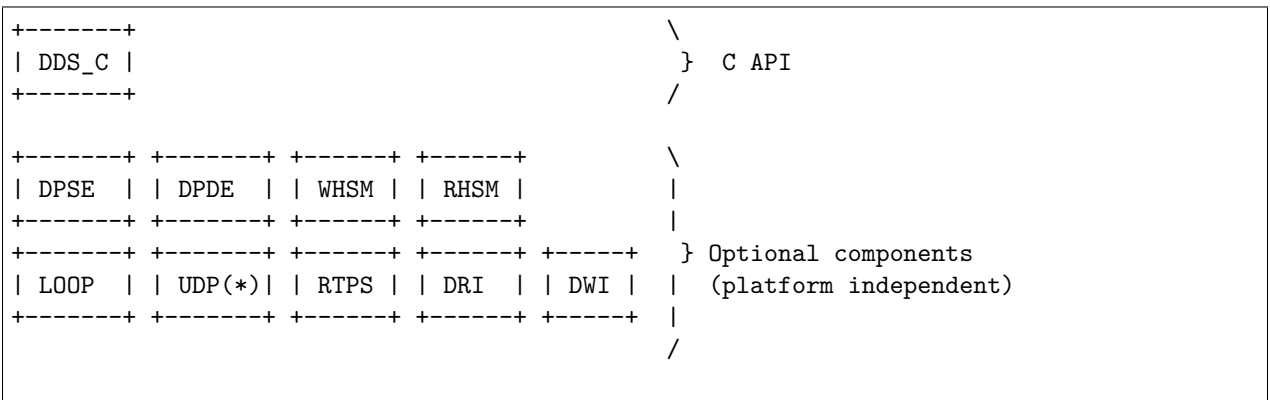 +-------+                                     \
| DDS_C |                                      }  C API
+-------+                                     /
+-------+ +-------+ +------+ +------+         \
| DPSE  | | DPDE  | | WHSM | | RHSM |         |
+-------+ +-------+ +------+ +------+         |
+-------+ +-------+ +------+ +------+ +-----+  } Optional components
| LOOP  | | UDP(*)| | RTPS | | DRI  | | DWI |  |  (platform independent)
+-------+ +-------+ +------+ +------+ +-----+  |
                                              /